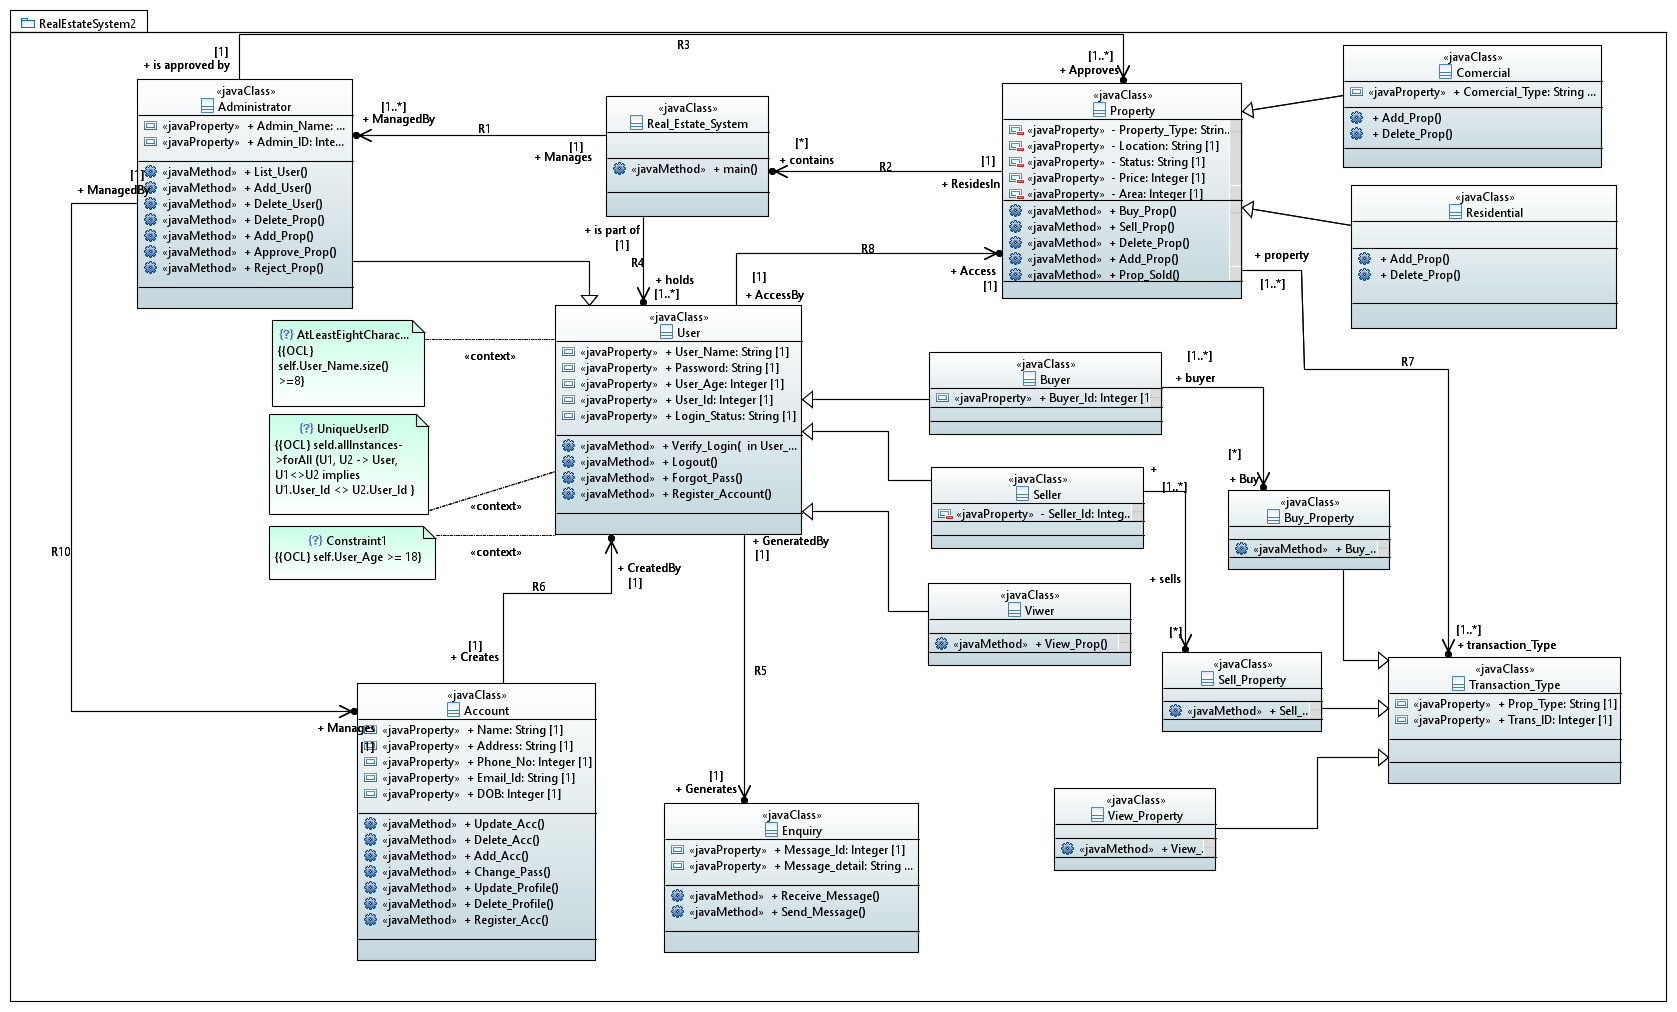 RealEstateSystem2
[1]
+ is approved by
R3
[1..*]
+ Approves
«javaClass»
Administrator
«javaProperty» + Admin_Name: ...
«javaProperty» + Admin_ID: Inte...
«javaMethod» + List_User()
«javaMethod» + Add_User()
«javaMethod» + Delete_User()
«javaMethod» + Delete_Prop()
«javaMethod» + Add_Prop()
«javaMethod» + Approve_Prop()
«javaMethod» + Reject_Prop()
[1]
+ ManagedBy
[1..*]
+ ManagedBy
R1
[1]
+ Manages
«javaClass»
Real_Estate_System
«javaMethod» + main()
[*]
+ contains
R2
[1]
+ ResidesIn
«javaClass»
Property
«javaProperty» - Property_Type: Strin..
«javaProperty» - Location: String [1]
«javaProperty» - Status: String [1]
«javaProperty» - Price: Integer [1]
«javaProperty» - Area: Integer [1]
«javaMethod» + Buy_Prop()
«javaMethod» + Sell_Prop()
«javaMethod» + Delete_Prop()
«javaMethod» + Add_Prop()
«javaMethod» + Prop_Sold()
«javaClass»
Comercial
«javaProperty» + Comercial_Type: String ...
+ Add_Prop()
+ Delete_Prop()
«javaClass»
Residential
+ Add_Prop()
+ Delete_Prop()
+ is part of
[1]
R4
+ holds
[1..*]
R8
[1]
+ AccessBy
+ Access
[1]
+ property
[1..*]
R7
«javaClass»
User
«javaProperty» + User_Name: String [1]
«javaProperty» + Password: String [1]
«javaProperty» + User_Age: Integer [1]
«javaProperty» + User_Id: Integer [1]
«javaProperty» + Login_Status: String [1]
«javaMethod» + Verify_Login( in User_...
«javaMethod» + Logout()
«javaMethod» + Forgot_Pass()
«javaMethod» + Register_Account()
{?} AtLeastEightCharac...
{{OCL}
self.User_Name.size()
>=8}
«context»
{?} UniqueUserID
{{OCL} seld.allInstances-
>forAll (U1, U2 -> User,
U1<>U2 implies
U1.User_Id <> U2.User_Id }
«context»
{?} Constraint1
{{OCL} self.User_Age >= 18}
«context»
«javaClass»
Buyer
«javaProperty» + Buyer_Id: Integer [1
[1..*]
+ buyer
[*]
+ Buy
«javaClass»
Seller
«javaProperty» - Seller_Id: Integ..
+
[1..*]
+ sells
[*]
«javaClass»
Buy_Property
«javaMethod» + Buy_..
«javaClass»
Viwer
«javaMethod» + View_Prop()
«javaClass»
Sell_Property
«javaMethod» + Sell_..
[1..*]
+ transaction_Type
«javaClass»
Transaction_Type
«javaProperty» + Prop_Type: String [1]
«javaProperty» + Trans_ID: Integer [1]
«javaClass»
View_Property
«javaMethod» + View_.
R10
+ GeneratedBy
[1]
+ CreatedBy
[1]
R6
[1]
+ Creates
R5
[1]
+ Generates
+ Manages
[1]
«javaClass»
Account
«javaProperty» + Name: String [1]
«javaProperty» + Address: String [1]
«javaProperty» + Phone_No: Integer [1]
«javaProperty» + Email_Id: String [1]
«javaProperty» + DOB: Integer [1]
«javaMethod» + Update_Acc()
«javaMethod» + Delete_Acc()
«javaMethod» + Add_Acc()
«javaMethod» + Change_Pass()
«javaMethod» + Update_Profile()
«javaMethod» + Delete_Profile()
«javaMethod» + Register_Acc()
«javaClass»
Enquiry
«javaProperty» + Message_Id: Integer [1]
«javaProperty» + Message_detail: String ...
«javaMethod» + Receive_Message()
«javaMethod» + Send_Message()